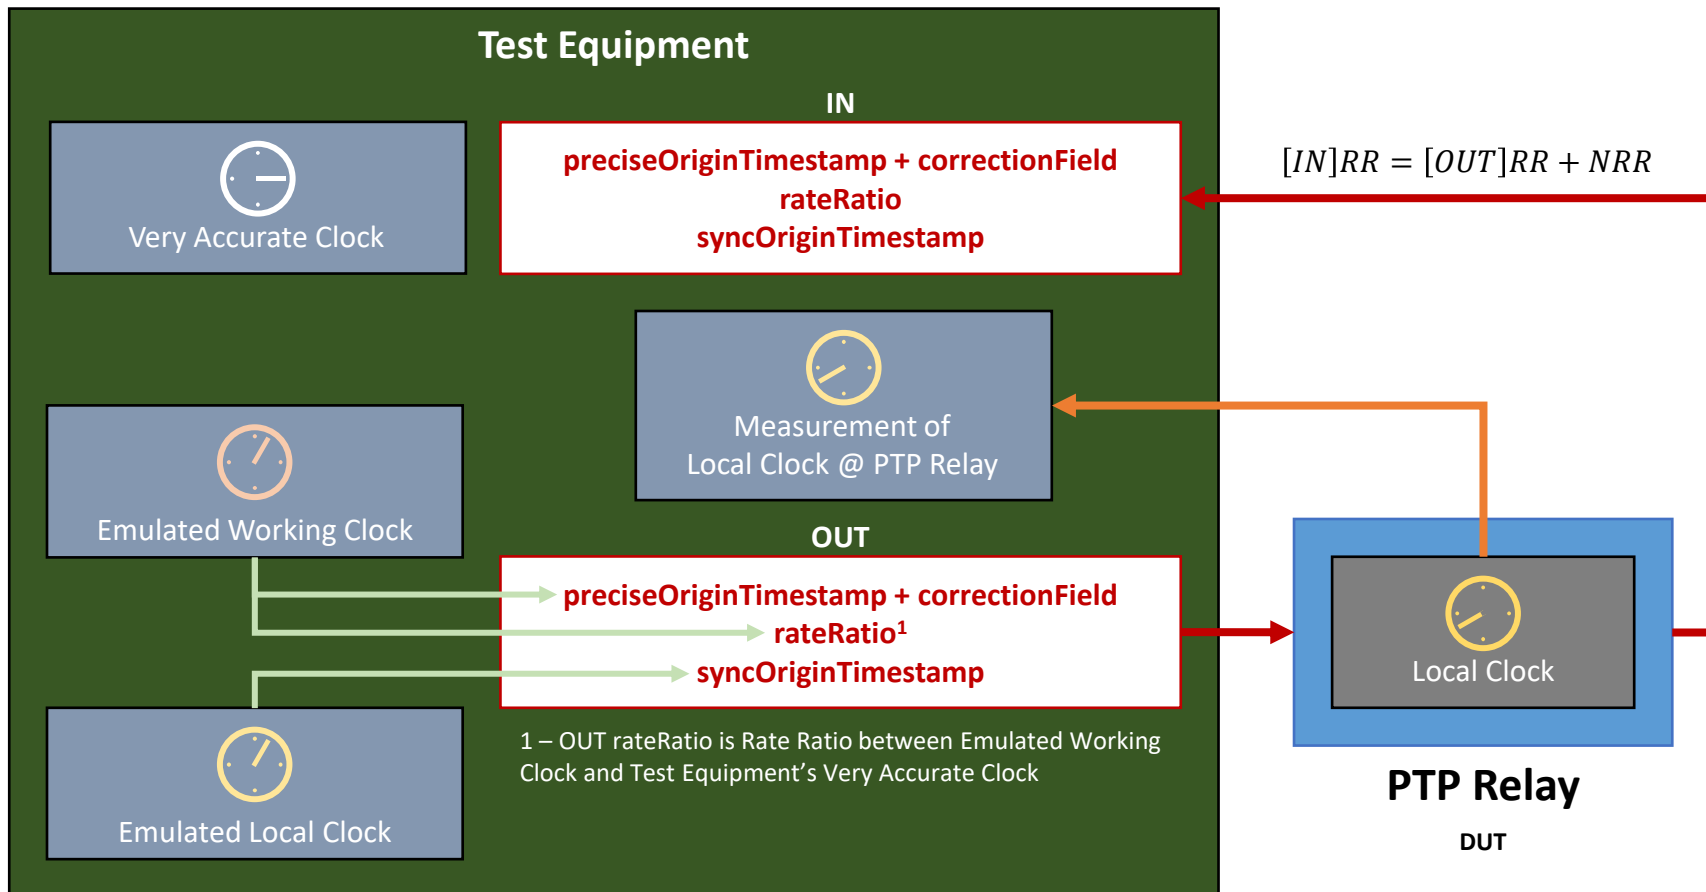 Test Equipment
IN
preciseOriginTimestamp + correctionField
rateRatio
syncOriginTimestamp
[IN]RR = [OUT]RR + NRR
Very Accurate Clock
Measurement of
Local Clock @ PTP Relay
Emulated Working Clock
OUT
preciseOriginTimestamp + correctionField
rateRatio¹
syncOriginTimestamp
Local Clock
1 – OUT rateRatio is Rate Ratio between Emulated Working
Clock and Test Equipment’s Very Accurate Clock
Emulated Local Clock
PTP Relay
DUT